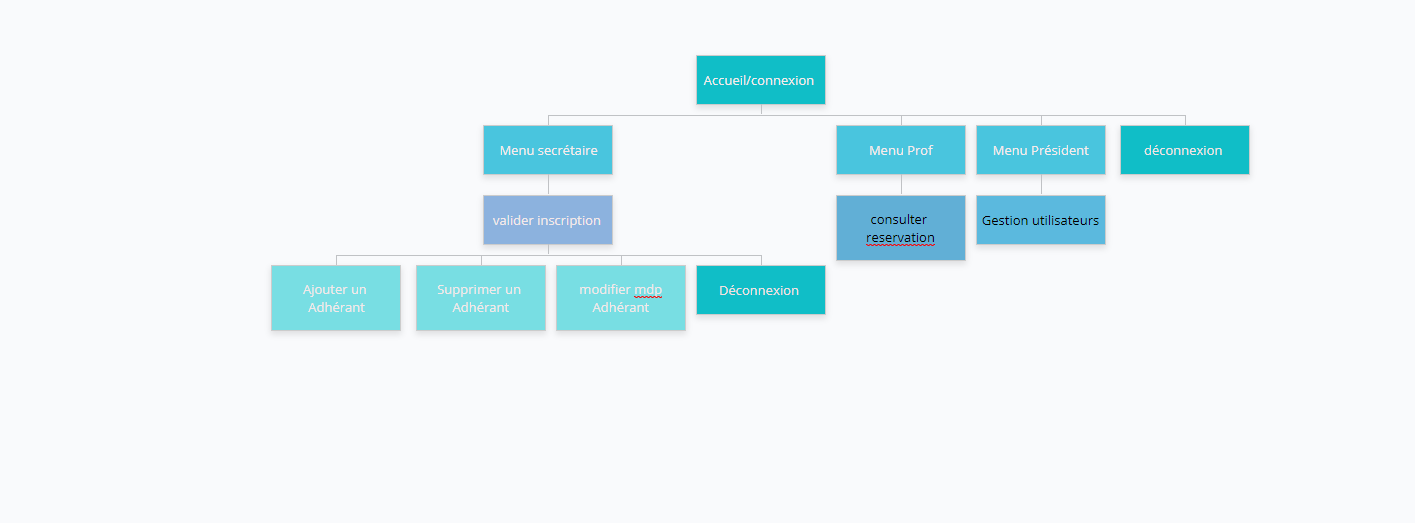 Accueil/connexion
Menu secrétaire
Menu Prof
Menu Président
déconnexion
valider inscription
consulter
reservation
Gestion utilisateurs
Ajouter un
Adhérant
Supprimer un
Adhérant
modifier mdp
Adhérant
Déconnexion